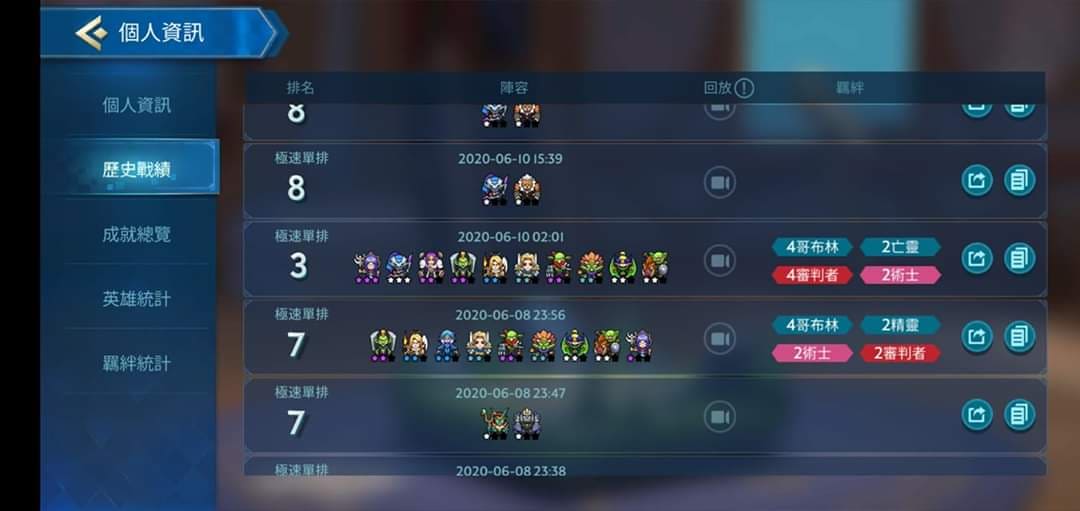 個人資訊
個人資訊
歷史戰績
成就總覽
英雄統計
羈絆統計
排名 陣容 回放 羈絆
8
極速單排 2020-06-10 15:39
8
極速單排 2020-06-10 02:01
3
4哥布林 2亡靈
4審判者 2術士
極速單排 2020-06-08 23:56
7
4哥布林 2精靈
2術士 2審判者
極速單排 2020-06-08 23:47
7
極速單排 2020-06-08 23:38